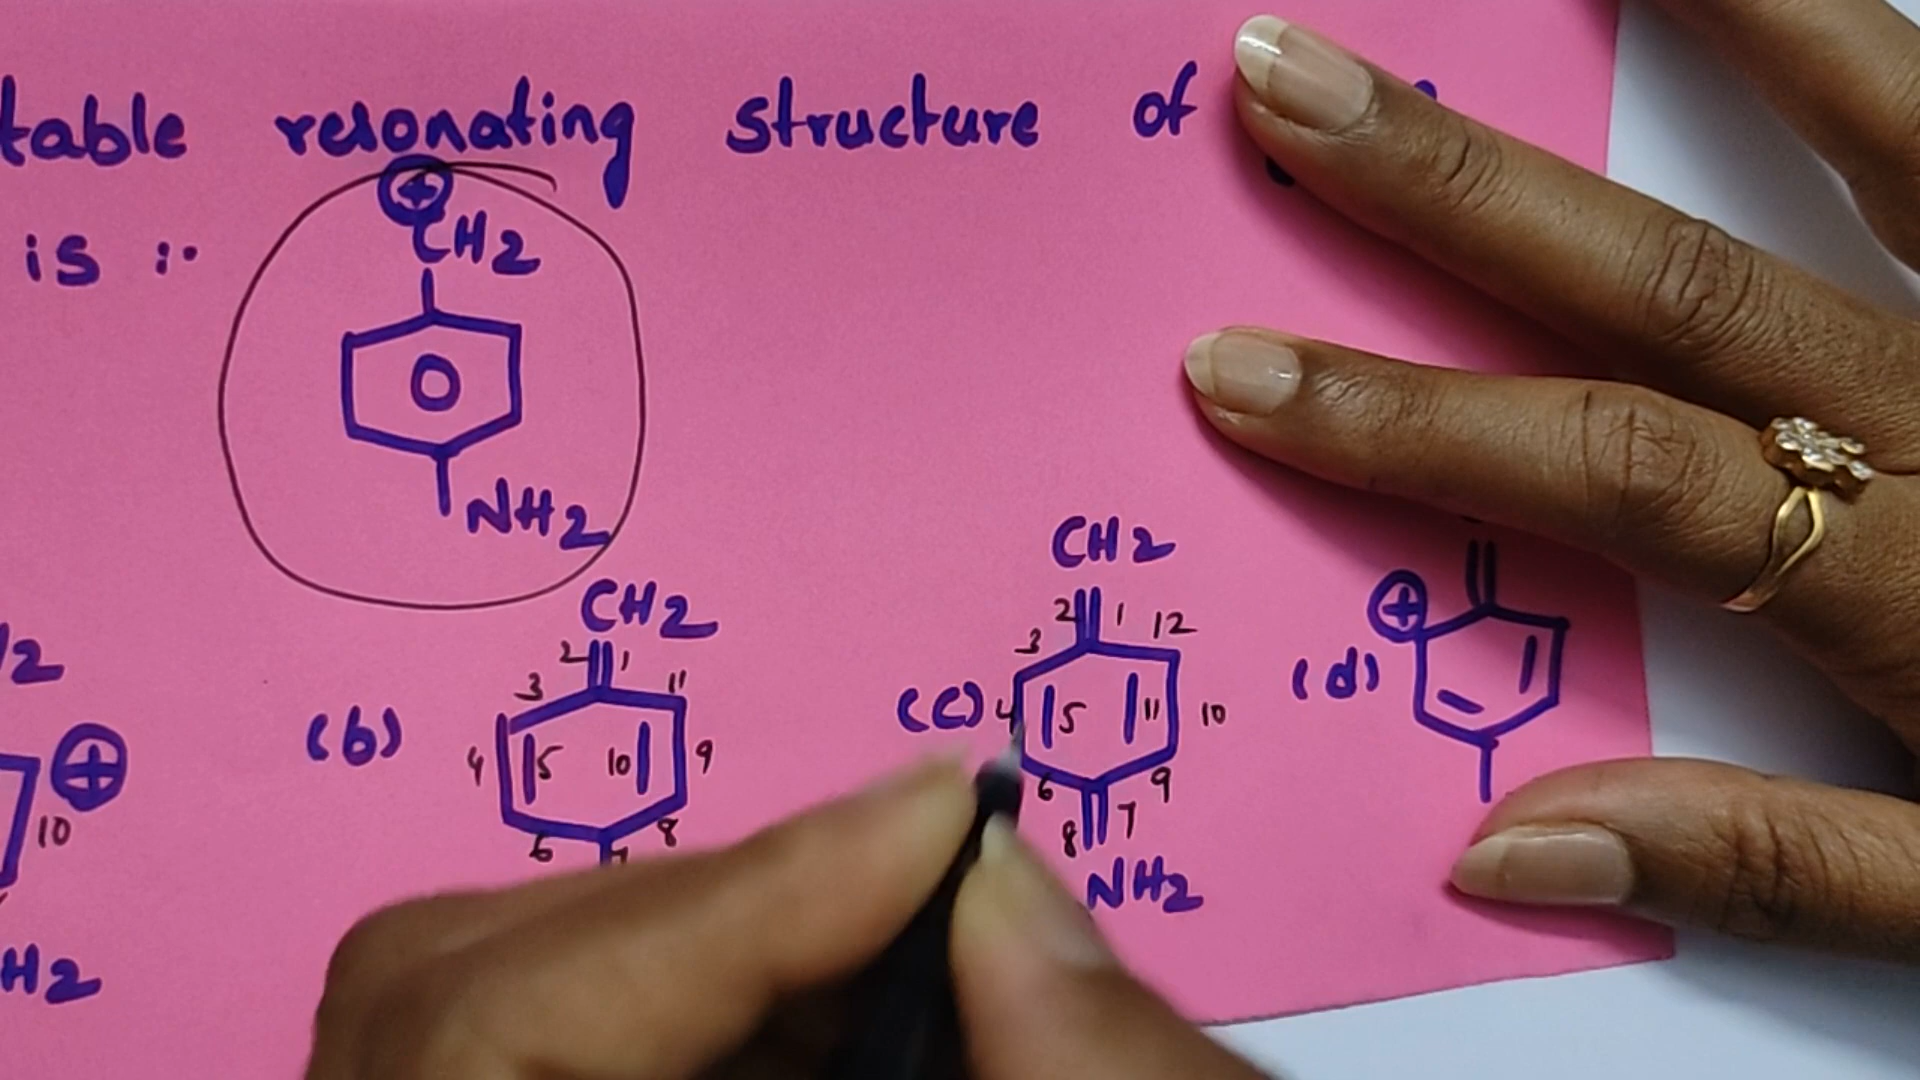 table resonating structure of
is :-
⊕
CH2
NH2
CH2
2 1
3 11
(b) 4 5 10 9
6 7 8
CH2
2 1 12
3
(c) 4 5 11 10
6 7 9
8
NH2
⊕
(d)
⊕
10
H2